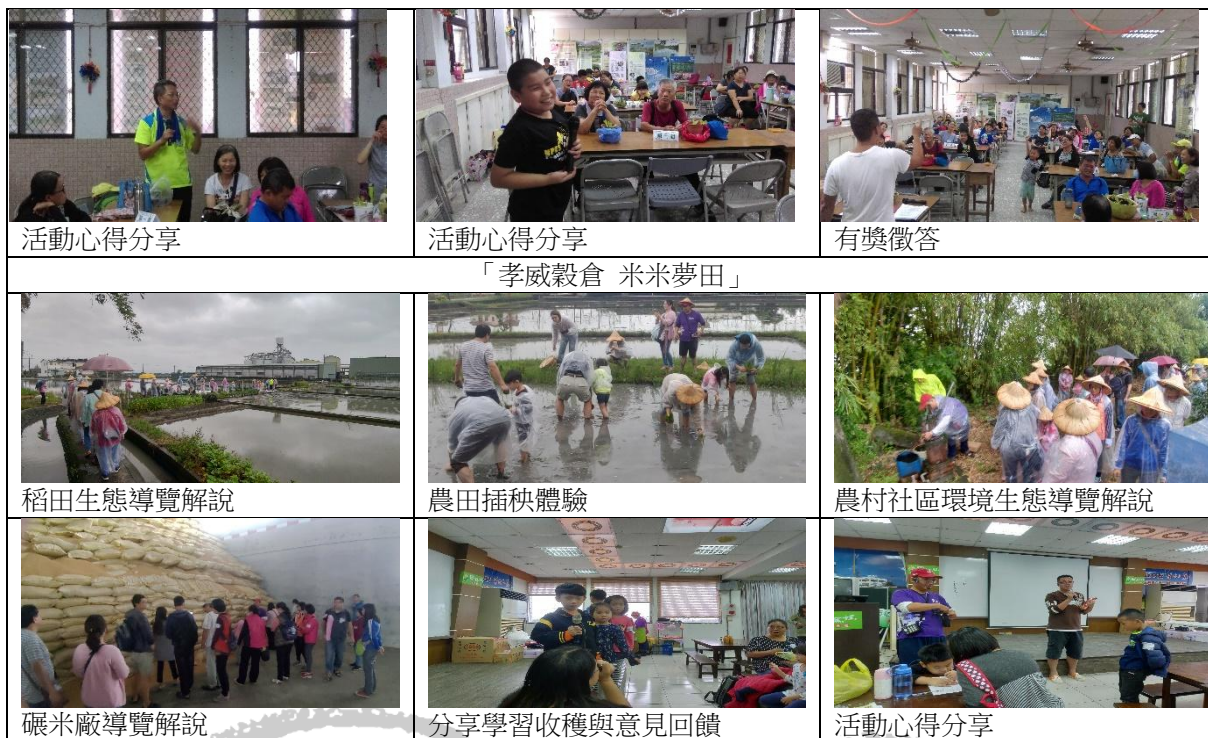 活動心得分享
活動心得分享
有獎徵答
「孝威穀倉 米米夢田」
稻田生態導覽解說
農田插秧體驗
農村社區環境生態導覽解說
碾米廠導覽解說
分享學習收穫與意見回饋
活動心得分享